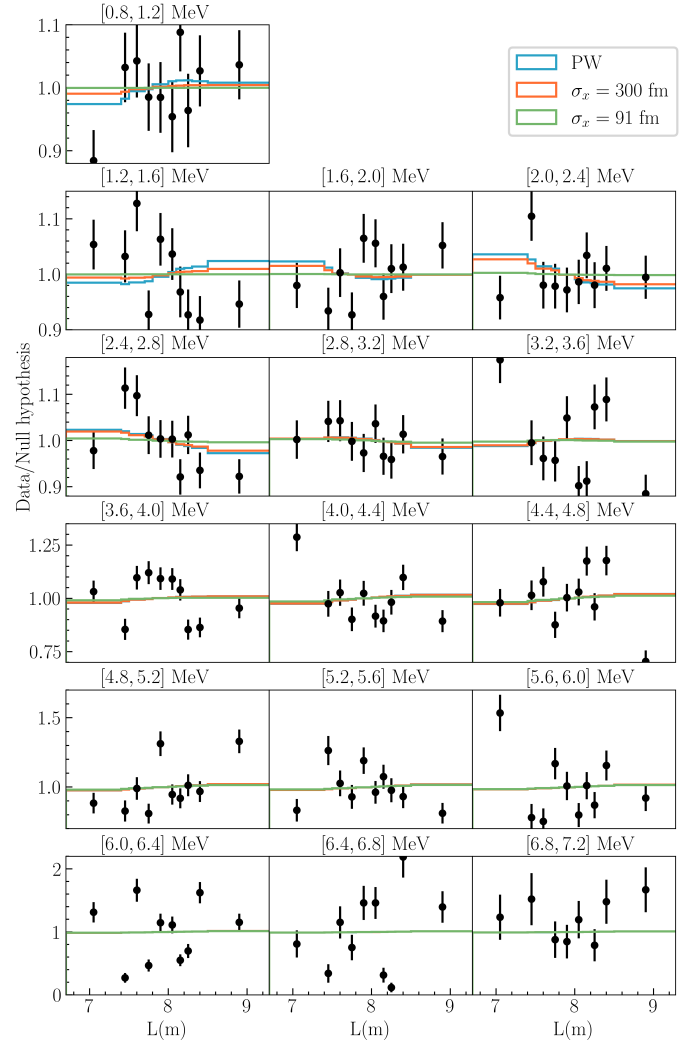 [0.8, 1.2] MeV
1.1
1.0
0.9
PW
σx = 300 fm
σx = 91 fm
[1.2, 1.6] MeV
[1.6, 2.0] MeV
[2.0, 2.4] MeV
1.1
1.0
0.9
[2.4, 2.8] MeV
[2.8, 3.2] MeV
[3.2, 3.6] MeV
1.1
1.0
0.9
Data/Null hypothesis
[3.6, 4.0] MeV
[4.0, 4.4] MeV
[4.4, 4.8] MeV
1.25
1.00
0.75
[4.8, 5.2] MeV
[5.2, 5.6] MeV
[5.6, 6.0] MeV
1.5
1.0
[6.0, 6.4] MeV
[6.4, 6.8] MeV
[6.8, 7.2] MeV
2
1
0
7 8 9
7 8 9
7 8 9
L(m)
L(m)
L(m)